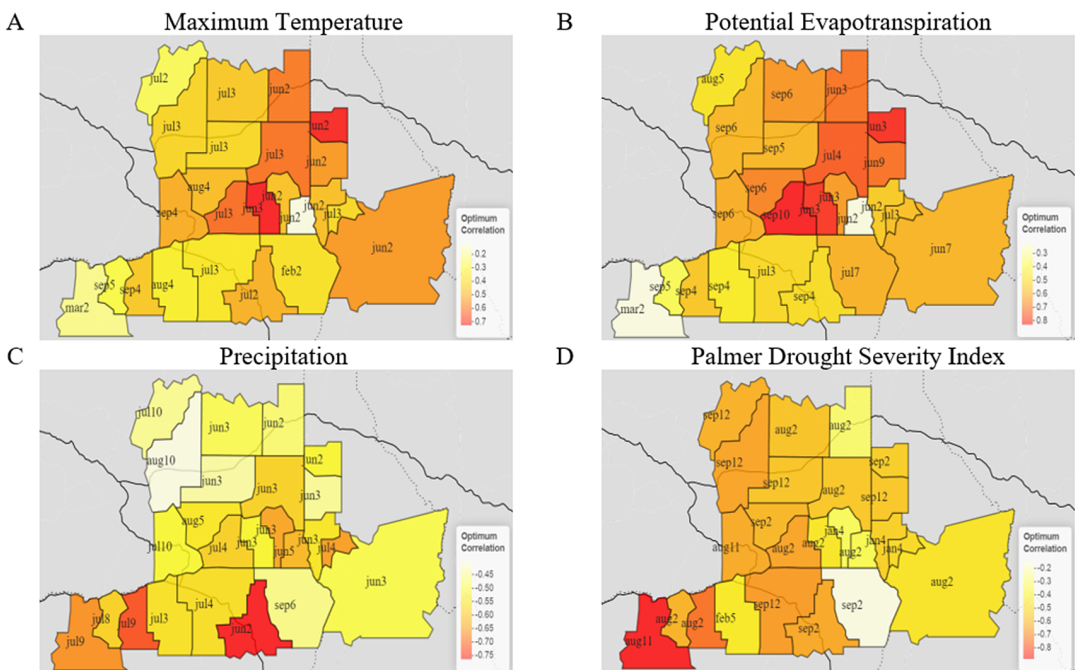 A Maximum Temperature
jul2
jul3
jun2
jul3
un2
jul3
jul3
jun2
aug4
jun2
sep4
jul3
jun3
jun2
jun2
jul3
jun2
jul3
feb2
sep5
sep4
aug4
mar2
jul2
Optimum
Correlation
0.2
0.3
0.4
0.5
0.6
0.7
B Potential Evapotranspiration
aug5
sep6
jun3
sep6
un3
sep5
jul4
jun9
sep6
jun3
sep6
sep10
jun3
jun2
jun2
jul3
jun7
jul3
jul7
sep5
sep4
sep4
sep4
mar2
Optimum
Correlation
0.3
0.4
0.5
0.6
0.7
0.8
C Precipitation
jul10
jun3
jun2
aug10
un2
jun3
jun3
jun3
aug5
jun3
jul10
jul4
jun3
jun5
jun3
jul4
jun3
jul4
sep6
jul8
jul9
jul3
jul9
jun2
Optimum
Correlation
-0.45
-0.50
-0.55
-0.60
-0.65
-0.70
-0.75
D Palmer Drought Severity Index
sep12
aug2
aug2
sep12
sep2
sep12
aug2
sep12
sep2
jan4
aug11
aug2
aug2
aug2
jan4
jan4
aug2
sep12
sep2
aug2
aug2
feb5
aug11
sep2
Optimum
Correlation
-0.2
-0.3
-0.4
-0.5
-0.6
-0.7
-0.8